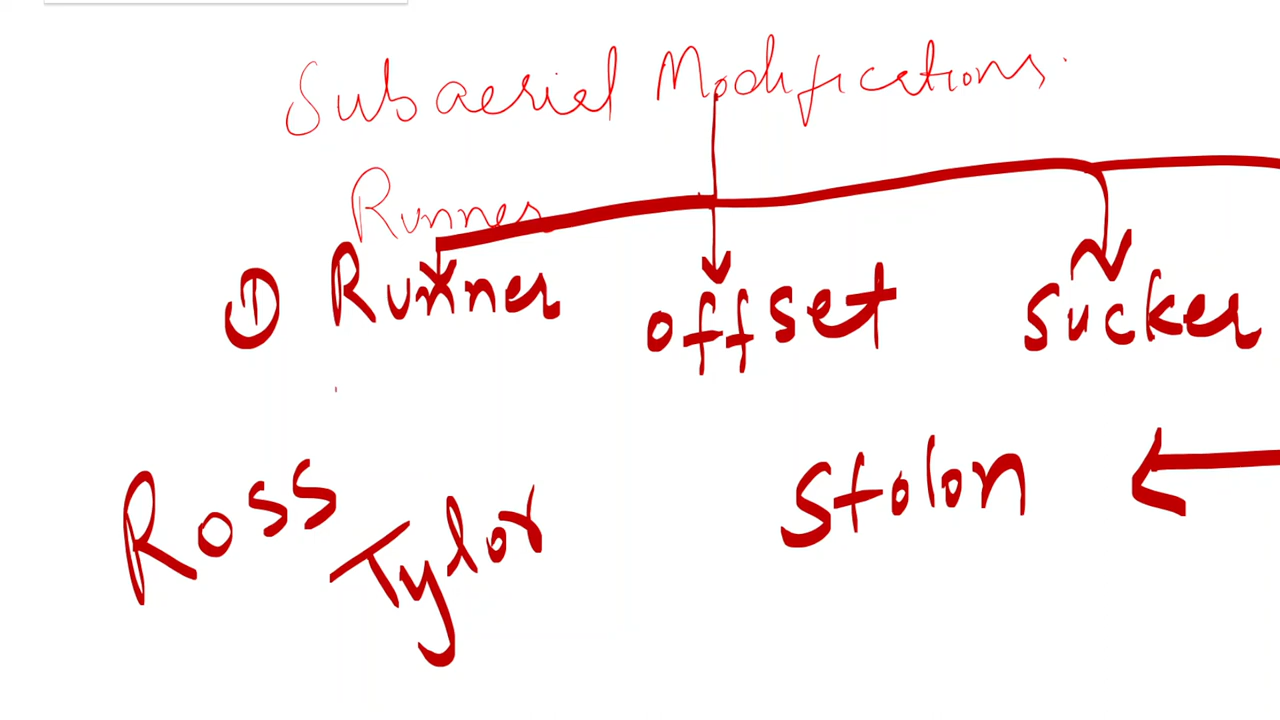 Subaerial Modifications.
Runner
① Runner offset sucker
Stolon
Ross
Tylor